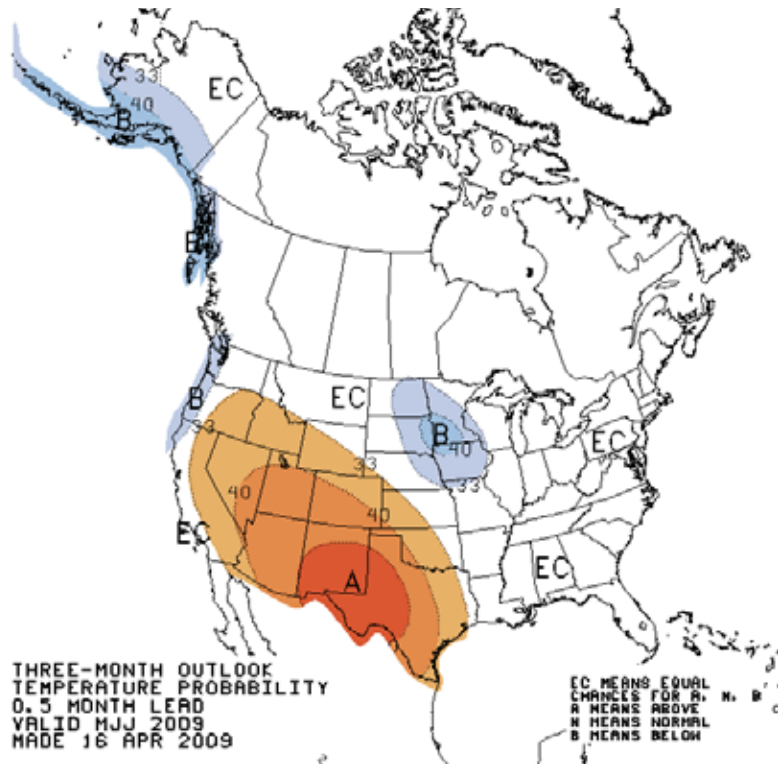 33
EC
40
B
B
EC
B
B
40
33
33
EC
33
40
40
EC
A
EC
THREE-MONTH OUTLOOK
TEMPERATURE PROBABILITY
0.5 MONTH LEAD
VALID MJJ 2009
MADE 16 APR 2009
EC MEANS EQUAL
CHANCES FOR A, N, B
A MEANS ABOVE
N MEANS NORMAL
B MEANS BELOW